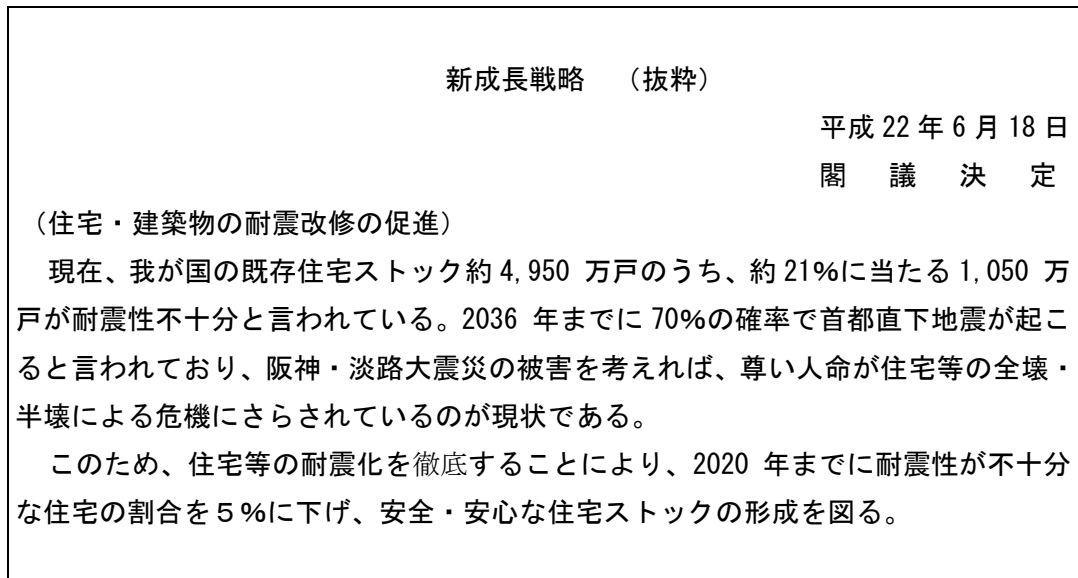 新成長戦略　（抜粋）
平成 22 年 6 月 18 日
閣　議　決　定
（住宅・建築物の耐震改修の促進）
　現在、我が国の既存住宅ストック約 4,950 万戸のうち、約 21%に当たる 1,050 万
戸が耐震性不十分と言われている。2036 年までに 70%の確率で首都直下地震が起こ
ると言われており、阪神・淡路大震災の被害を考えれば、尊い人命が住宅等の全壊・
半壊による危機にさらされているのが現状である。
　このため、住宅等の耐震化を徹底することにより、2020 年までに耐震性が不十分
な住宅の割合を５%に下げ、安全・安心な住宅ストックの形成を図る。